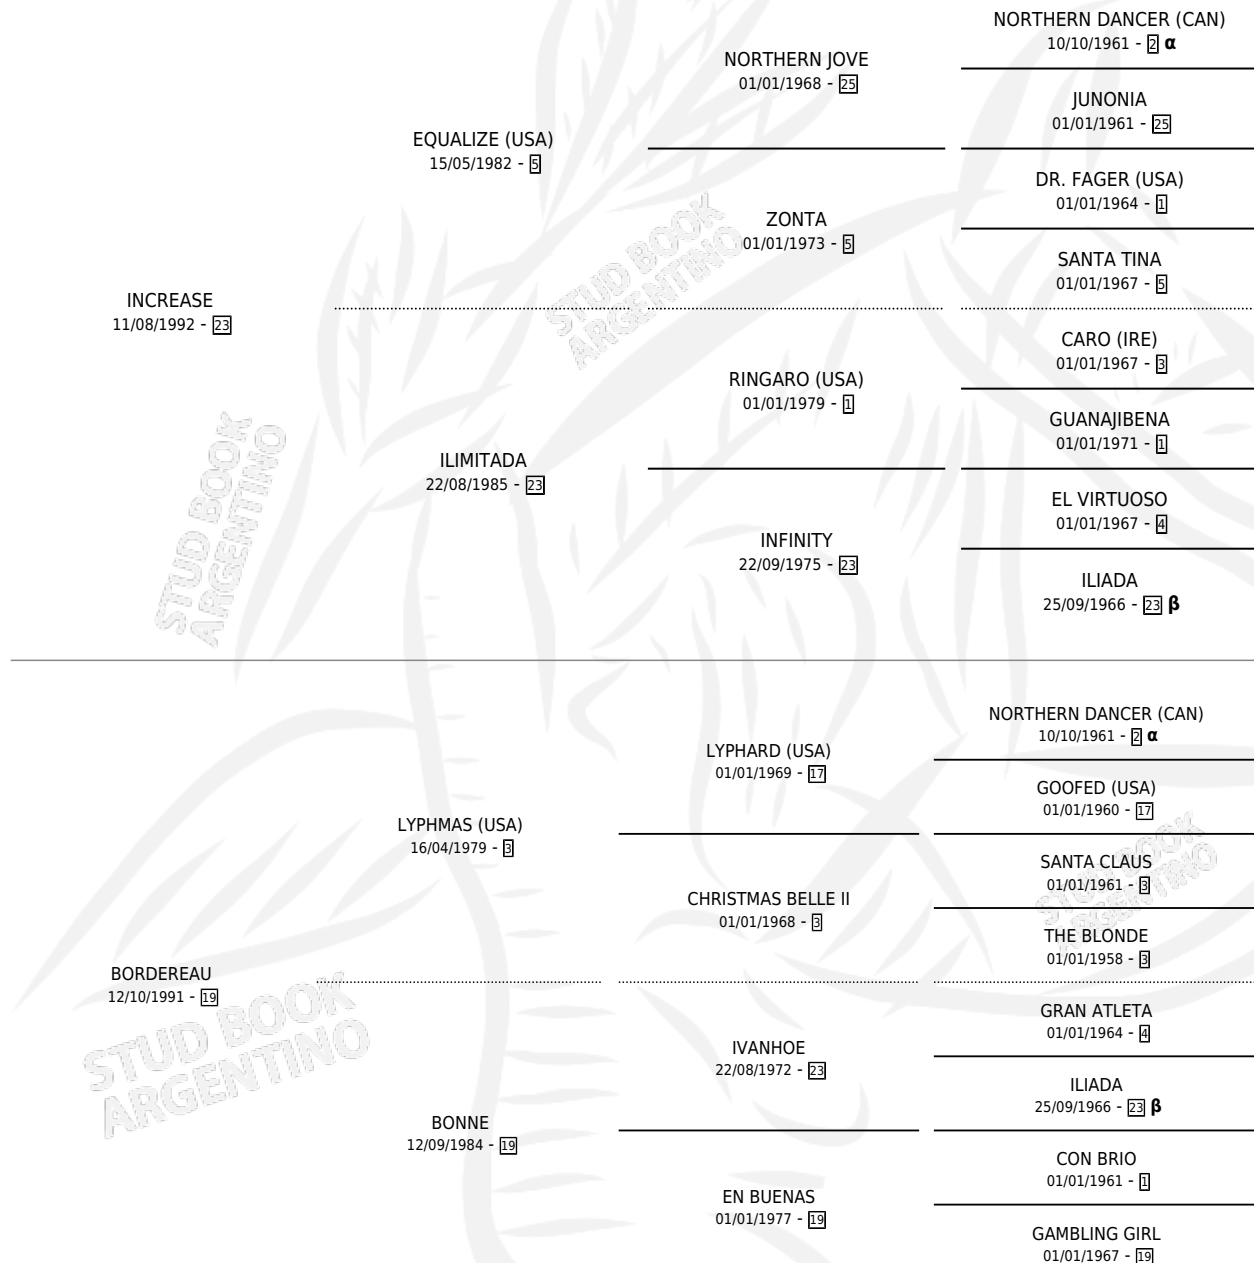 NORTHERN DANCER (CAN)
10/10/1961 - 2 α
NORTHERN JOVE
01/01/1968 - 25
JUNONIA
01/01/1961 - 25
EQUALIZE (USA)
15/05/1982 - 5
DR. FAGER (USA)
01/01/1964 - 1
ZONTA
01/01/1973 - 5
SANTA TINA
01/01/1967 - 5
STUD BOOK
ARGENTINO
INCREASE
11/08/1992 - 23
CARO (IRE)
01/01/1967 - 3
RINGARO (USA)
01/01/1979 - 1
GUANAJIBENA
01/01/1971 - 1
ILIMITADA
22/08/1985 - 23
EL VIRTUOSO
01/01/1967 - 4
INFINITY
22/09/1975 - 23
ILIADA
25/09/1966 - 23 β
STUD BOOK
ARGENTINO
NORTHERN DANCER (CAN)
10/10/1961 - 2 α
LYPHARD (USA)
01/01/1969 - 17
GOOFED (USA)
01/01/1960 - 17
LYPHMAS (USA)
16/04/1979 - 3
SANTA CLAUS
01/01/1961 - 3
CHRISTMAS BELLE II
01/01/1968 - 3
THE BLONDE
01/01/1958 - 3
STUD BOOK
ARGENTINO
BORDEREAU
12/10/1991 - 19
GRAN ATLETA
01/01/1964 - 4
IVANHOE
22/08/1972 - 23
ILIADA
25/09/1966 - 23 β
BONNE
12/09/1984 - 19
CON BRIO
01/01/1961 - 1
EN BUENAS
01/01/1977 - 19
GAMBLING GIRL
01/01/1967 - 19
STUD BOOK
ARGENTINO